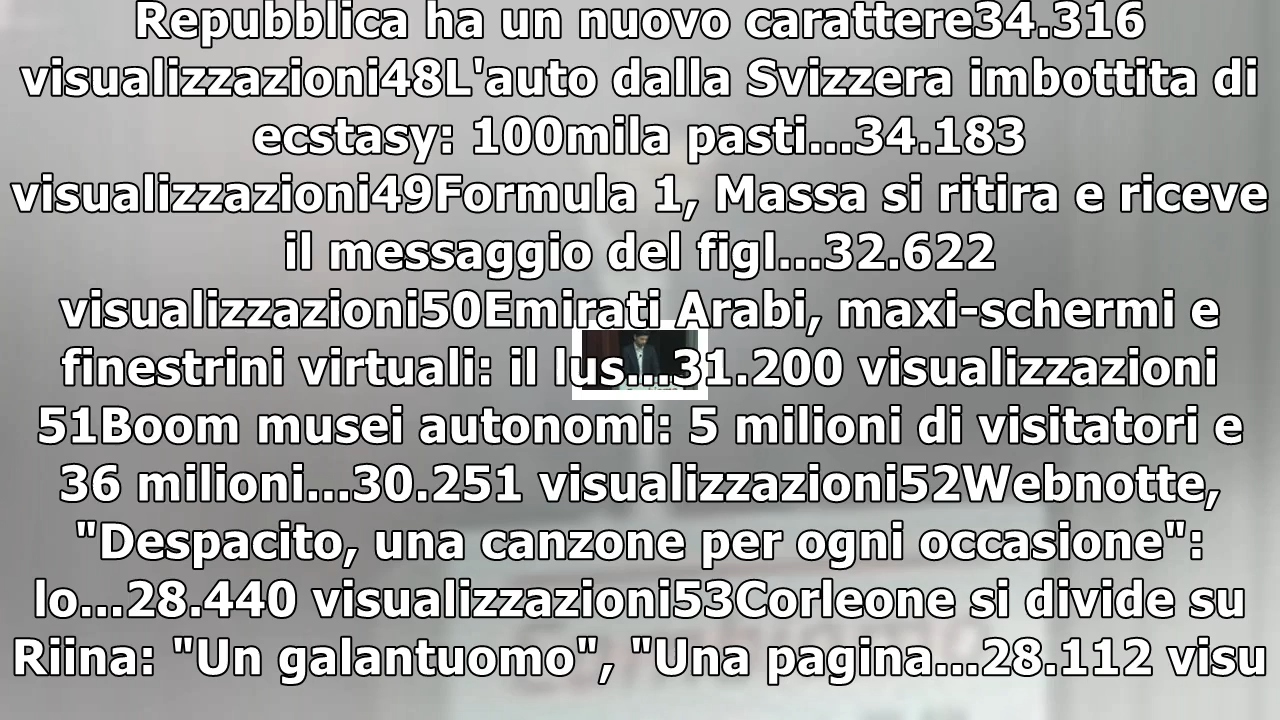 Repubblica ha un nuovo carattere34.316
visualizzazioni48L'auto dalla Svizzera imbottita di
ecstasy: 100mila pasti...34.183
visualizzazioni49Formula 1, Massa si ritira e riceve
il messaggio del figl...32.622
visualizzazioni50Emirati Arabi, maxi-schermi e
finestrini virtuali: il lus...31.200 visualizzazioni
51Boom musei autonomi: 5 milioni di visitatori e
36 milioni...30.251 visualizzazioni52Webnotte,
"Despacito, una canzone per ogni occasione":
lo...28.440 visualizzazioni53Corleone si divide su
Riina: "Un galantuomo", "Una pagina...28.112 visu